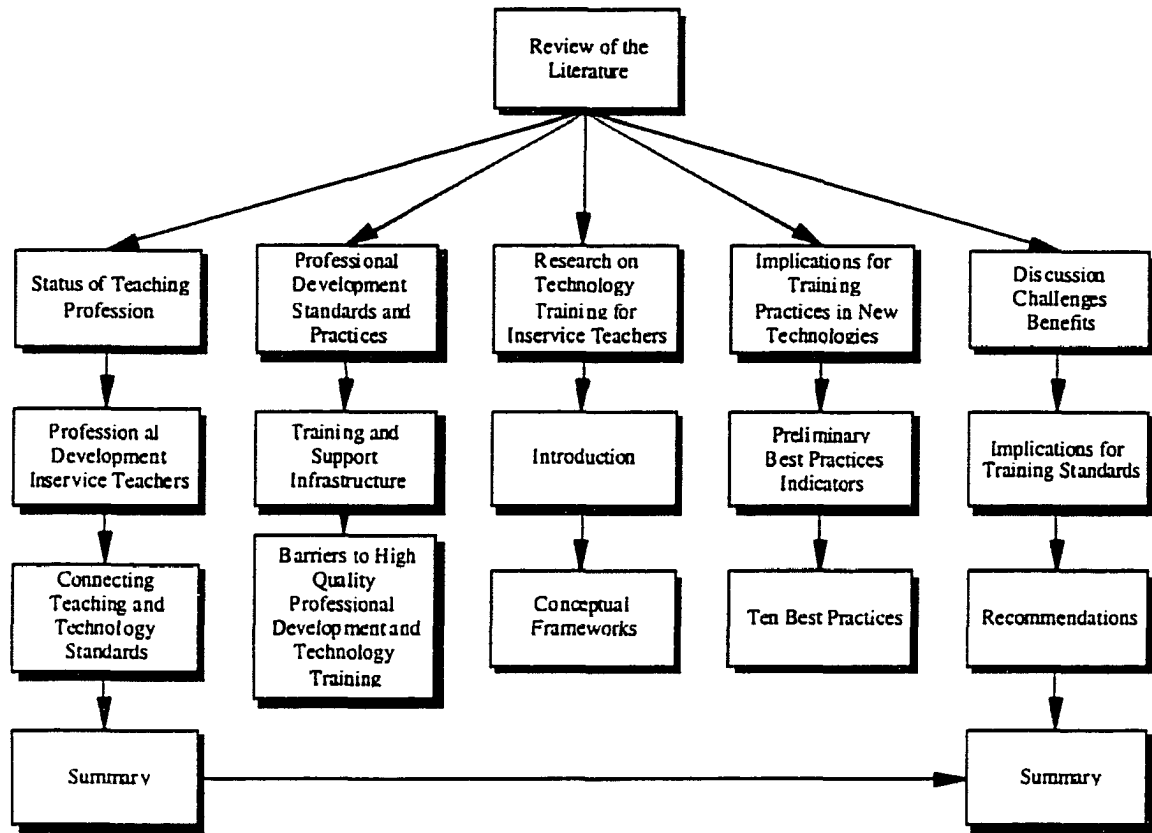 Review of the
Literature
Status of Teaching
Profession
Professional
Development
Standards and
Practices
Research on
Technology
Training for
Inservice Teachers
Implications for
Training
Practices in New
Technologies
Discussion
Challenges
Benefits
Profession al
Development
Inservice Teachers
Training and
Support
Infrastructure
Introduction
Preliminary
Best Practices
Indicators
Implications for
Training Standards
Connecting
Teaching and
Technology
Standards
Barriers to High
Quality
Professional
Development and
Technology
Training
Conceptual
Frameworks
Ten Best Practices
Recommendations
Summary
Summary